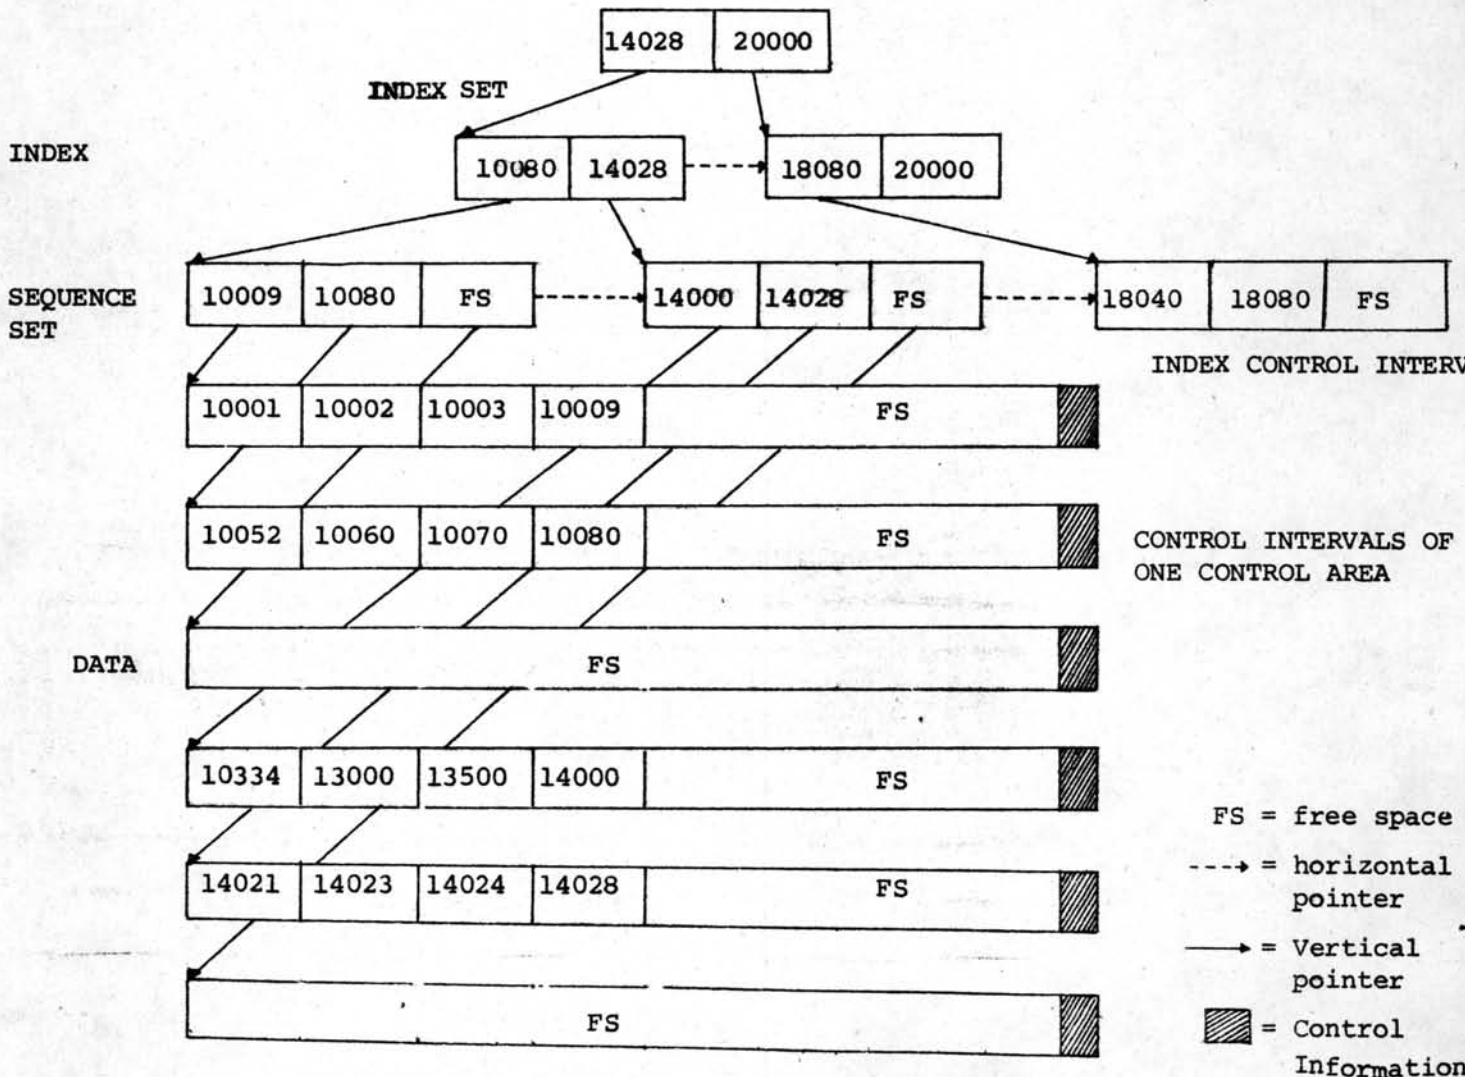 14028 20000
INDEX SET
INDEX
10080 14028 18080 20000
SEQUENCE
SET
10009 10080 FS 14000 14028 FS 18040 18080 FS
INDEX CONTROL INTERV
10001 10002 10003 10009 FS
10052 10060 10070 10080 FS
CONTROL INTERVALS OF
ONE CONTROL AREA
DATA
FS
10334 13000 13500 14000 FS
14021 14023 14024 14028 FS
FS
FS = free space
= horizontal
pointer
= Vertical
pointer
= Control
Information